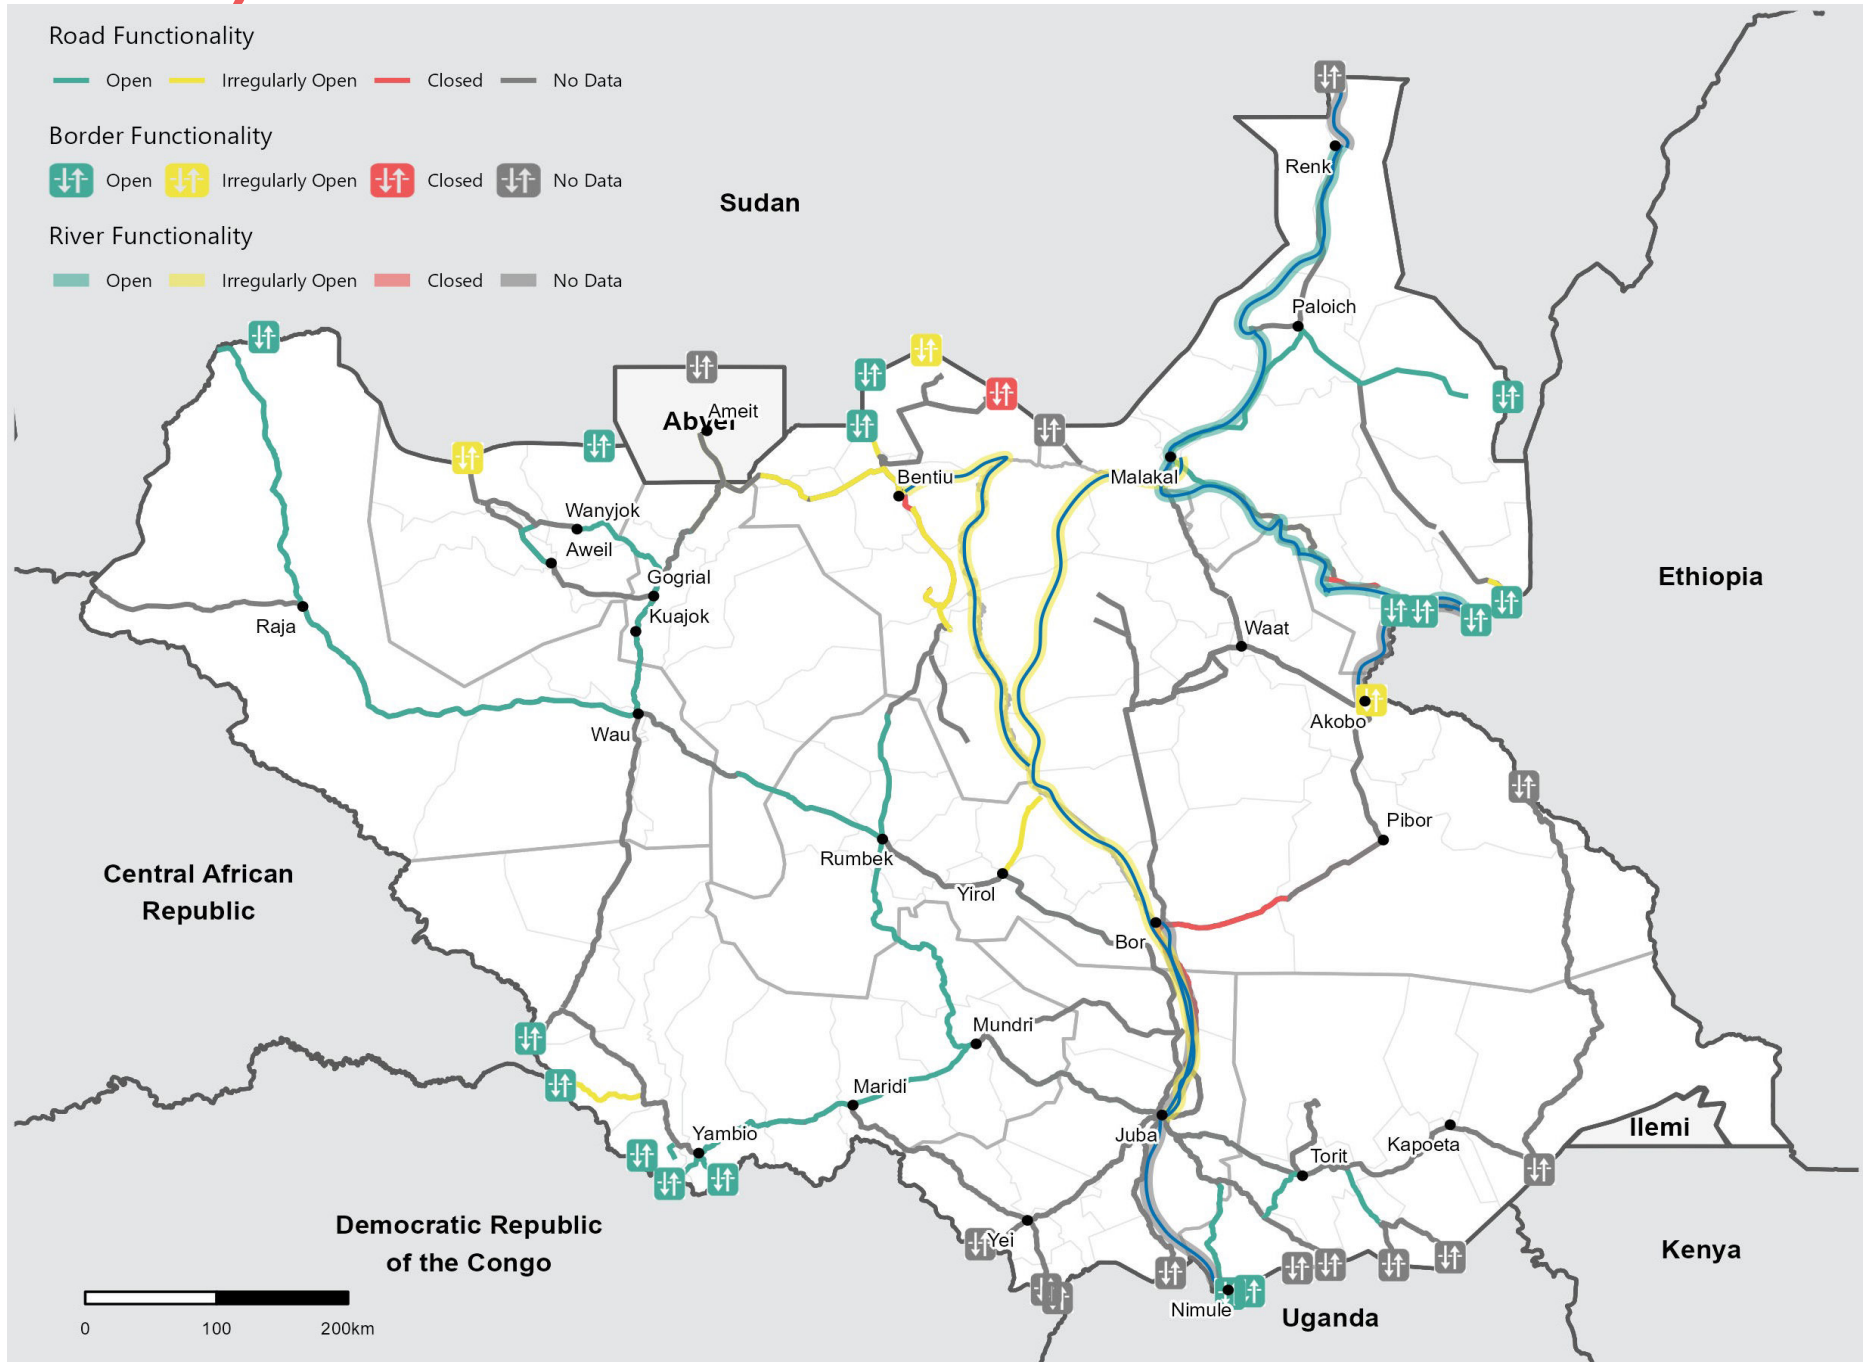 Road Functionality
Open
Irregularly Open
Closed
No Data
Border Functionality
Open
Irregularly Open
Closed
No Data
River Functionality
Open
Irregularly Open
Closed
No Data
Sudan
Renk
Paloich
Ameit
Abyei
Bentiu
Malakal
Wanyjok
Aweil
Gogrial
Kuajok
Ethiopia
Raja
Waat
Wau
Akobo
Pibor
Rumbek
Yirol
Central African
Republic
Bor
Mundri
Maridi
Yambio
Juba
Torit
Kapoeta
Ilemi
Yei
Democratic Republic
of the Congo
Kenya
Nimule
Uganda
0
100
200km